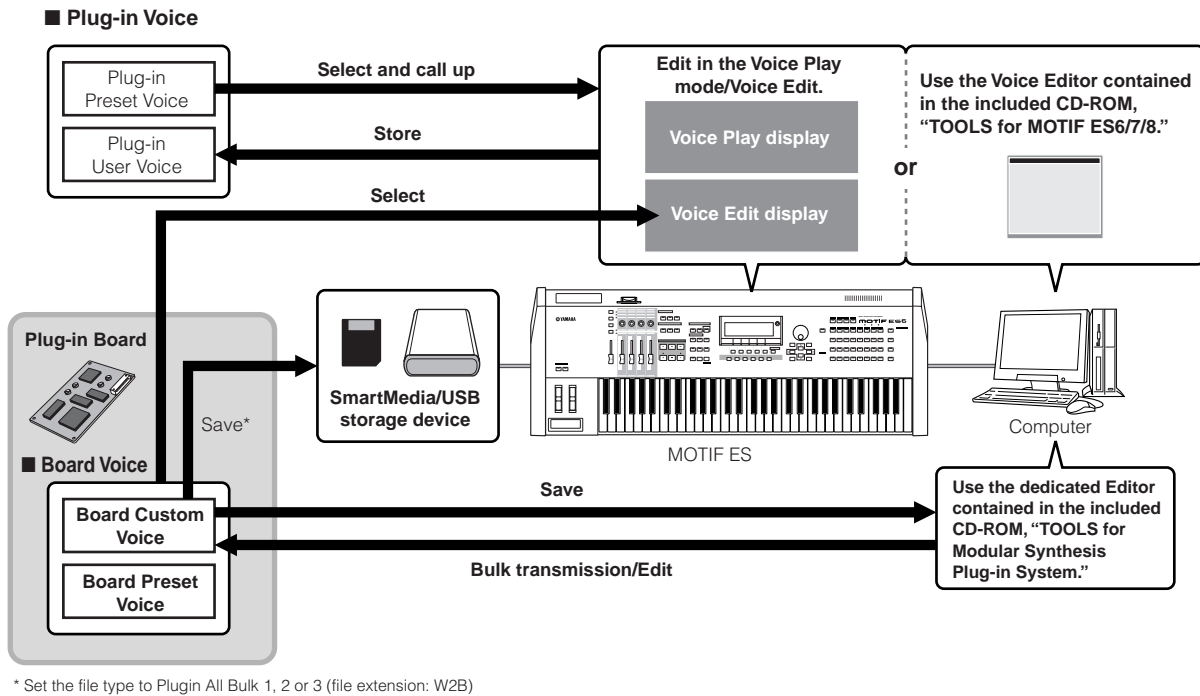 ■ Plug-in Voice
Plug-in
Preset Voice
Plug-in
User Voice
Select and call up
Store
Select
Edit in the Voice Play
mode/Voice Edit.
Voice Play display
Voice Edit display
or
Use the Voice Editor contained
in the included CD-ROM,
“TOOLS for MOTIF ES6/7/8.”
Plug-in Board
Save*
■ Board Voice
Board Custom
Voice
Board Preset
Voice
SmartMedia/USB
storage device
YAMAHA
MOTIF ES6
MOTIF ES
Computer
Save
Bulk transmission/Edit
Use the dedicated Editor
contained in the included
CD-ROM, “TOOLS for
Modular Synthesis
Plug-in System.”
* Set the file type to Plugin All Bulk 1, 2 or 3 (file extension: W2B)